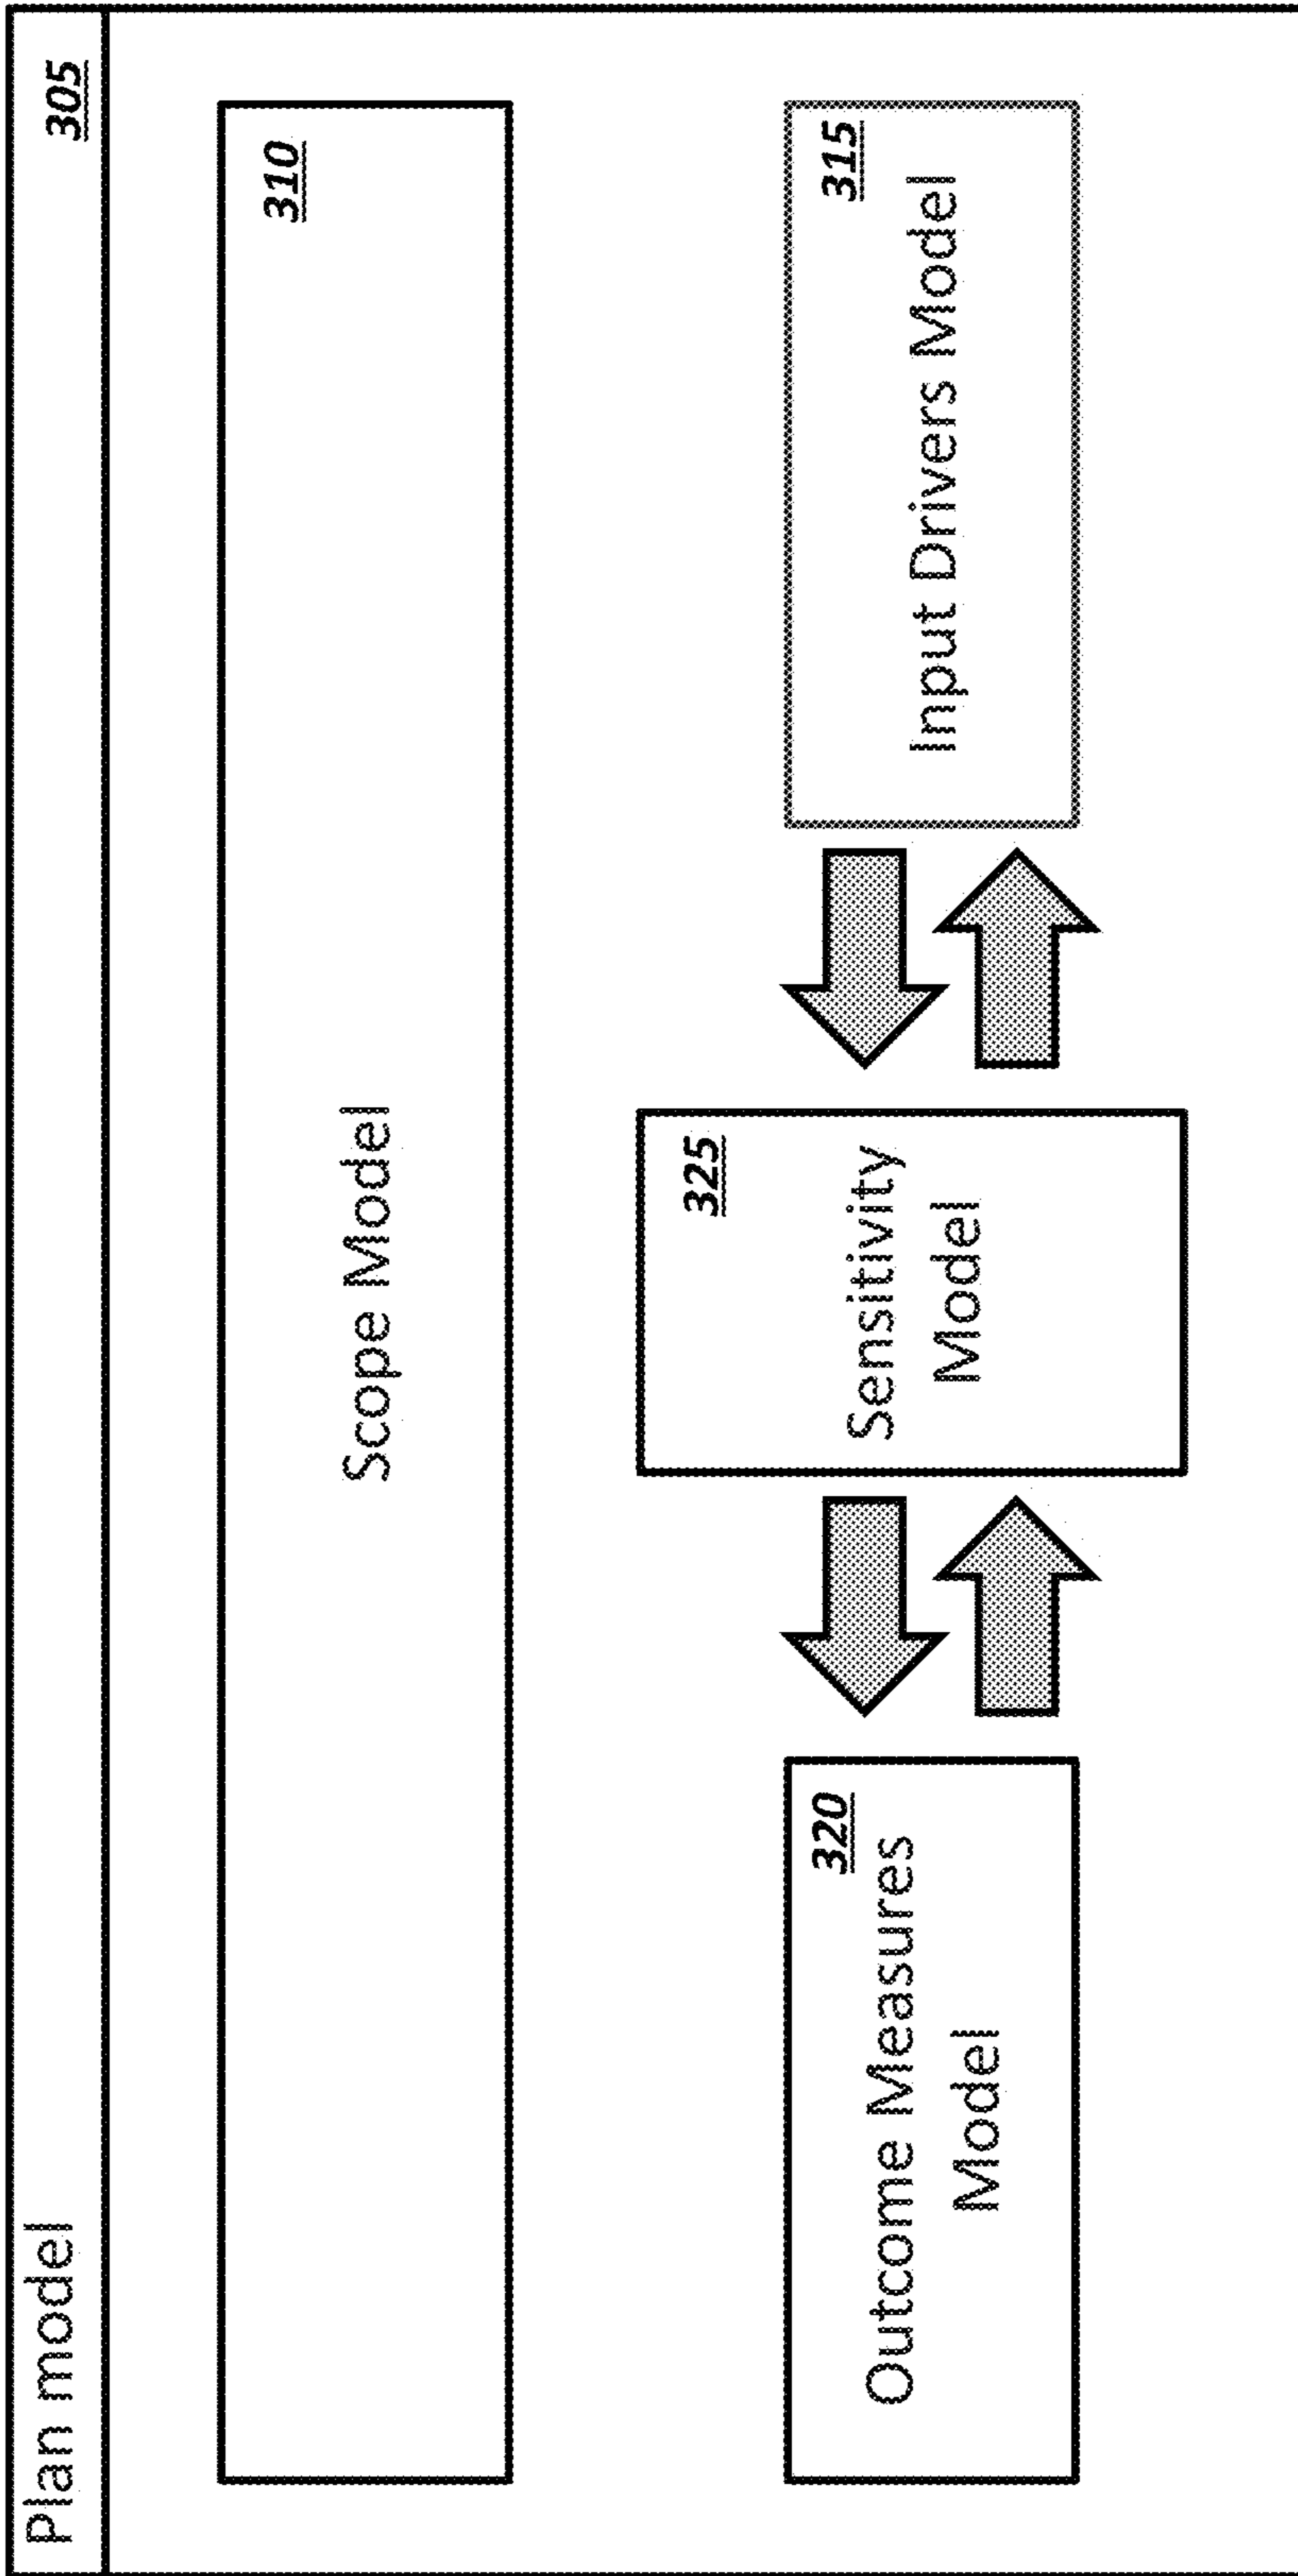 Plan model
305
310
Scope Model
320
Outcome Measures
Model
325
Sensitivity
Model
315
Input Drivers Model